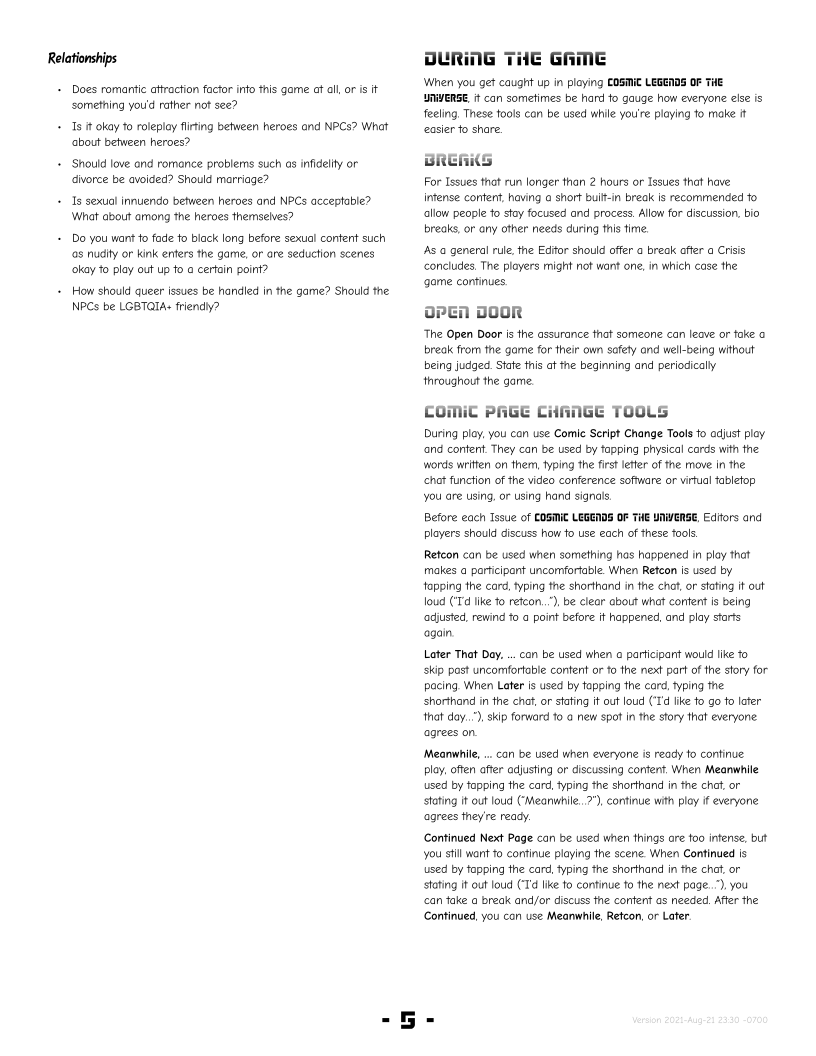 Relationships
• Does romantic attraction factor into this game at all, or is it
something you'd rather not see?
• Is it okay to roleplay flirting between heroes and NPCs? What
about between heroes?
• Should love and romance problems such as infidelity or
divorce be avoided? Should marriage?
• Is sexual innuendo between heroes and NPCs acceptable?
What about among the heroes themselves?
• Do you want to fade to black long before sexual content such
as nudity or kink enters the game, or are seduction scenes
okay to play out up to a certain point?
• How should queer issues be handled in the game? Should the
NPCs be LGBTQIA+ friendly?
DURING THE GAME
When you get caught up in playing COSMIC LEGENDS OF THE
UNIVERSE, it can sometimes be hard to gauge how everyone else is
feeling. These tools can be used while you're playing to make it
easier to share.
BREAKS
For Issues that run longer than 2 hours or Issues that have
intense content, having a short built-in break is recommended to
allow people to stay focused and process. Allow for discussion, bio
breaks, or any other needs during this time.
As a general rule, the Editor should offer a break after a Crisis
concludes. The players might not want one, in which case the
game continues.
OPEN DOOR
The Open Door is the assurance that someone can leave or take a
break from the game for their own safety and well-being without
being judged. State this at the beginning and periodically
throughout the game.
COMIC PAGE CHANGE TOOLS
During play, you can use Comic Script Change Tools to adjust play
and content. They can be used by tapping physical cards with the
words written on them, typing the first letter of the move in the
chat function of the video conference software or virtual tabletop
you are using, or using hand signals.
Before each Issue of COSMIC LEGENDS OF THE UNIVERSE, Editors and
players should discuss how to use each of these tools.
Retcon can be used when something has happened in play that
makes a participant uncomfortable. When Retcon is used by
tapping the card, typing the shorthand in the chat, or stating it out
loud ("I'd like to retcon…"), be clear about what content is being
adjusted, rewind to a point before it happened, and play starts
again.
Later That Day, … can be used when a participant would like to
skip past uncomfortable content or to the next part of the story for
pacing. When Later is used by tapping the card, typing the
shorthand in the chat, or stating it out loud ("I'd like to go to later
that day…"), skip forward to a new spot in the story that everyone
agrees on.
Meanwhile, … can be used when everyone is ready to continue
play, often after adjusting or discussing content. When Meanwhile
used by tapping the card, typing the shorthand in the chat, or
stating it out loud ("Meanwhile…?"), continue with play if everyone
agrees they're ready.
Continued Next Page can be used when things are too intense, but
you still want to continue playing the scene. When Continued is
used by tapping the card, typing the shorthand in the chat, or
stating it out loud ("I'd like to continue to the next page…"), you
can take a break and/or discuss the content as needed. After the
Continued, you can use Meanwhile, Retcon, or Later.
- 5 -
Version 2021-Aug-21 23:30 -0700